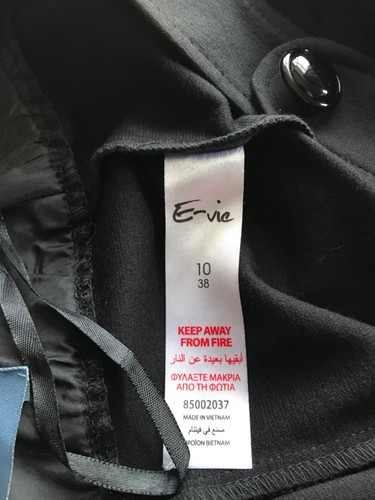 E-vie
10
38
KEEP AWAY
FROM FIRE
أبقيها بعيدة عن النار
ΦΥΛΑΞΤΕ ΜΑΚΡΙΑ
ΑΠΟ ΤΗ ΦΩΤΙΑ
85002037
MADE IN VIETNAM
صنع في فيتنام
ΠΡΟΪΟΝ ΒΙΕΤΝΑΜ